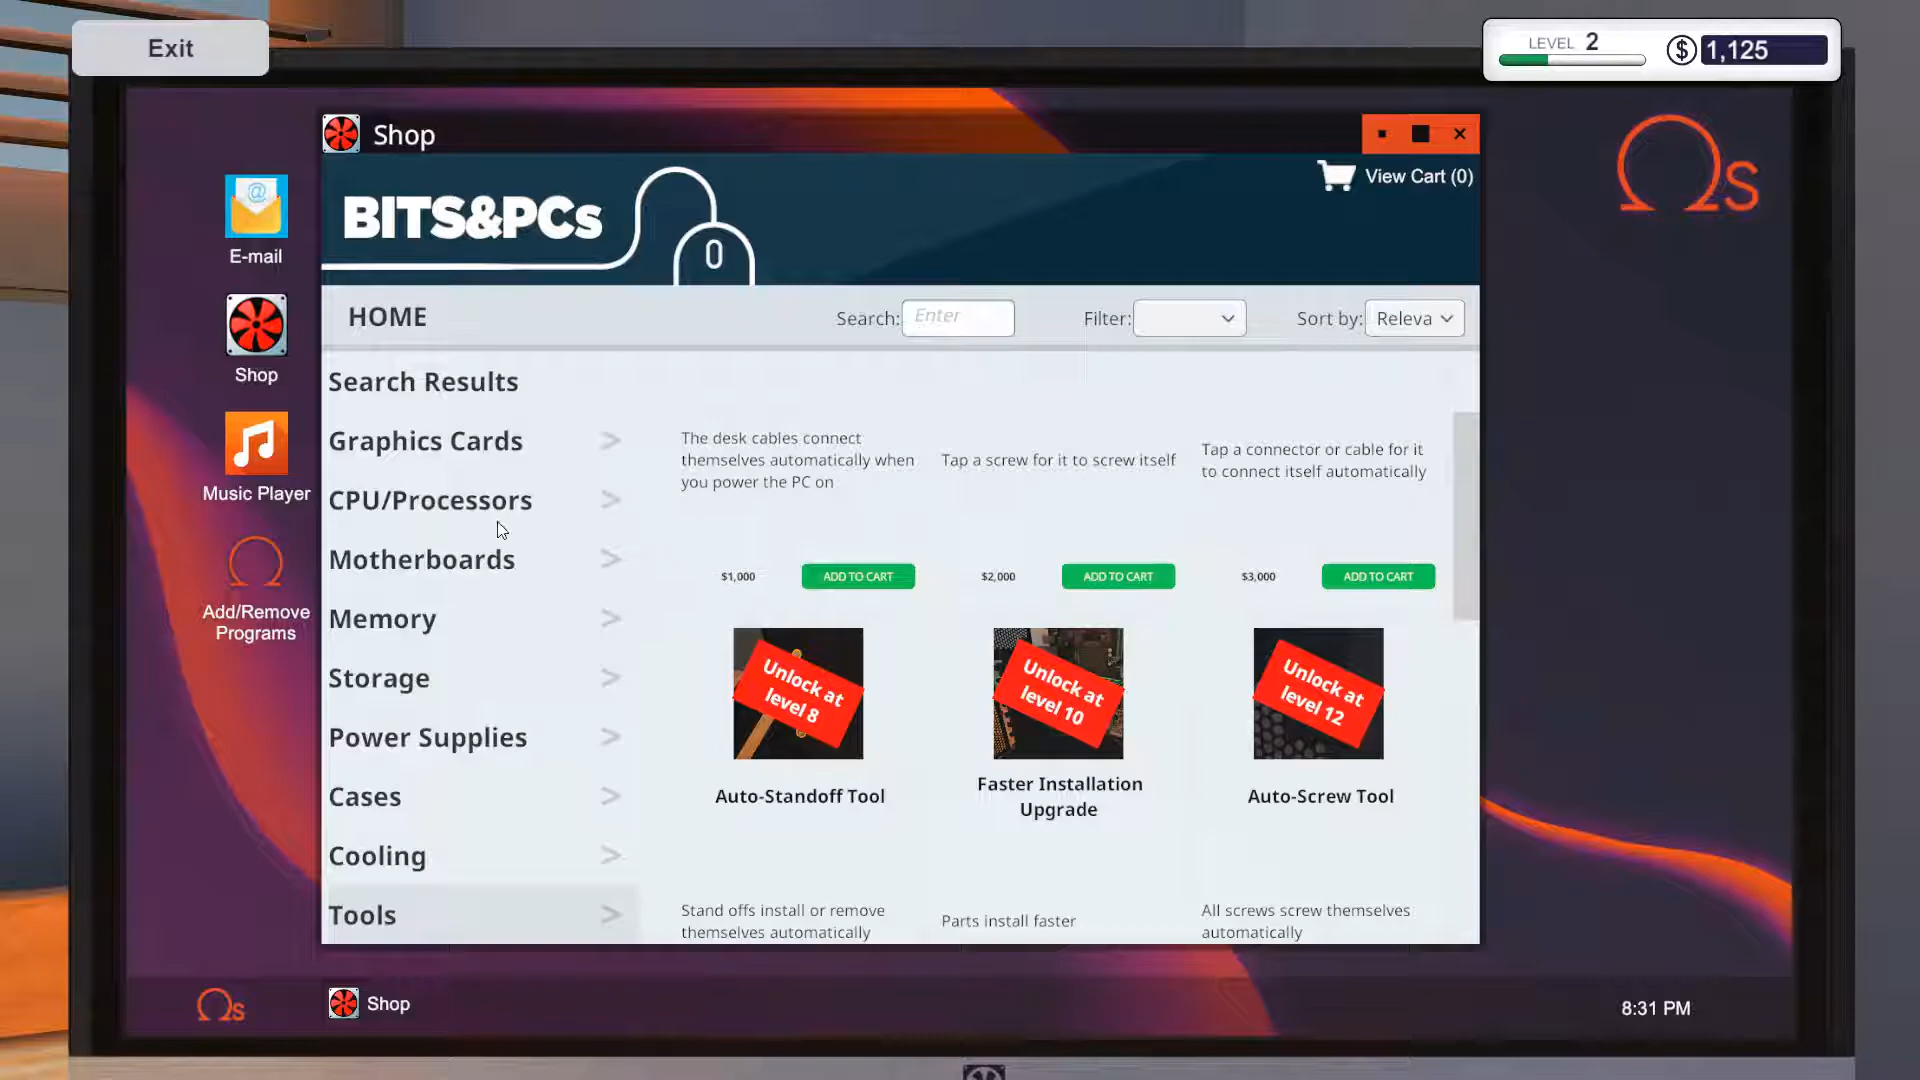 Exit
LEVEL 2
$ 1,125
Shop
View Cart (0)
BITS&PCs
HOME
Search: Enter
Filter:
Sort by: Releva
E-mail
Shop
Music Player
Add/Remove
Programs
Search Results
Graphics Cards >
CPU/Processors >
Motherboards >
Memory >
Storage >
Power Supplies >
Cases >
Cooling >
Tools >
The desk cables connect
themselves automatically when
you power the PC on
$1,000 ADD TO CART
Tap a screw for it to screw itself
$2,000 ADD TO CART
Tap a connector or cable for it
to connect itself automatically
$3,000 ADD TO CART
Unlock at
level 8
Auto-Standoff Tool
Stand offs install or remove
themselves automatically
Unlock at
level 10
Faster Installation
Upgrade
Parts install faster
Unlock at
level 12
Auto-Screw Tool
All screws screw themselves
automatically
Ωs
Ωs
Shop
8:31 PM